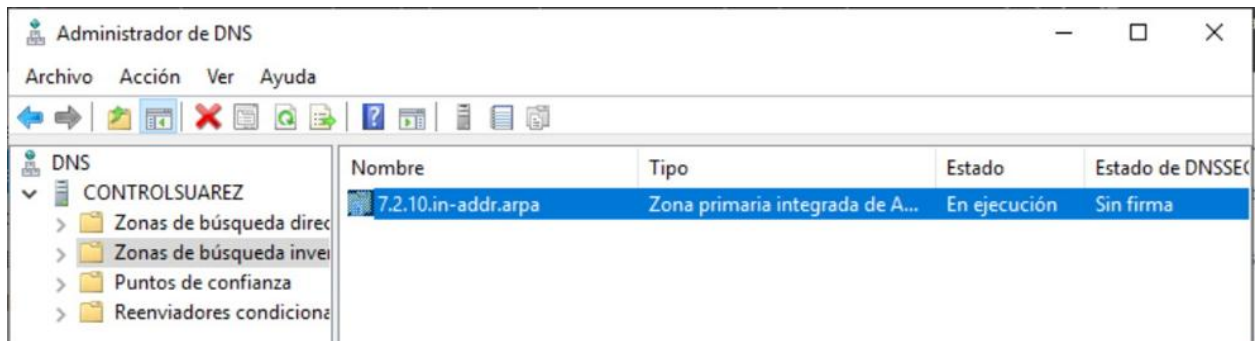 Administrador de DNS
Archivo Acción Ver Ayuda
DNS
CONTROLSUAREZ
Zonas de búsqueda direc
Zonas de búsqueda inver
Puntos de confianza
Reenviadores condiciona
Nombre Tipo Estado Estado de DNSSEC
7.2.10.in-addr.arpa Zona primaria integrada de A... En ejecución Sin firma